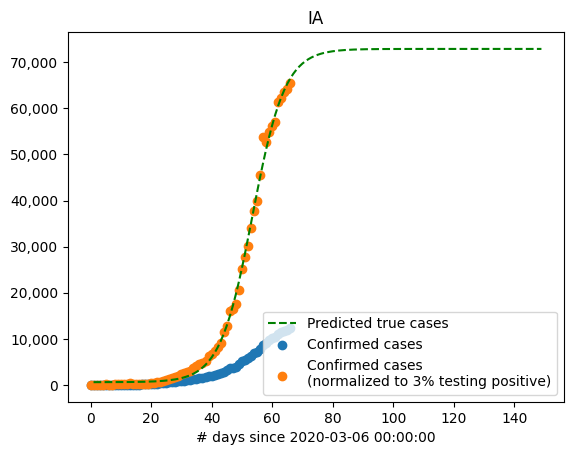 IA
70,000
60,000
50,000
40,000
30,000
20,000
10,000
0
Predicted true cases
Confirmed cases
Confirmed cases
(normalized to 3% testing positive)
0 20 40 60 80 100 120 140
# days since 2020-03-06 00:00:00